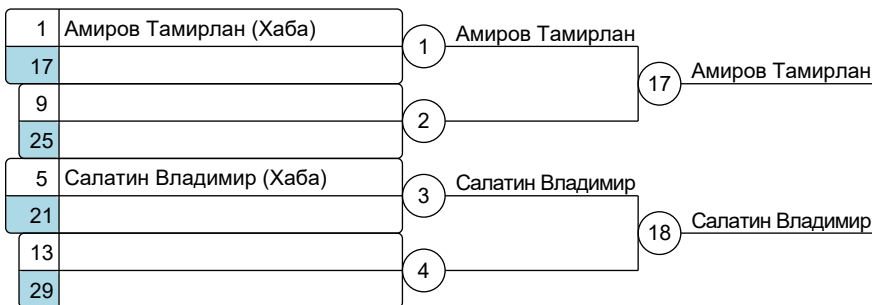 1 Амиров Тамирлан (Хаба)
17
1 Амиров Тамирлан
9
25
2
17 Амиров Тамирлан
5 Салатин Владимир (Хаба)
21
3 Салатин Владимир
13
29
4
18 Салатин Владимир